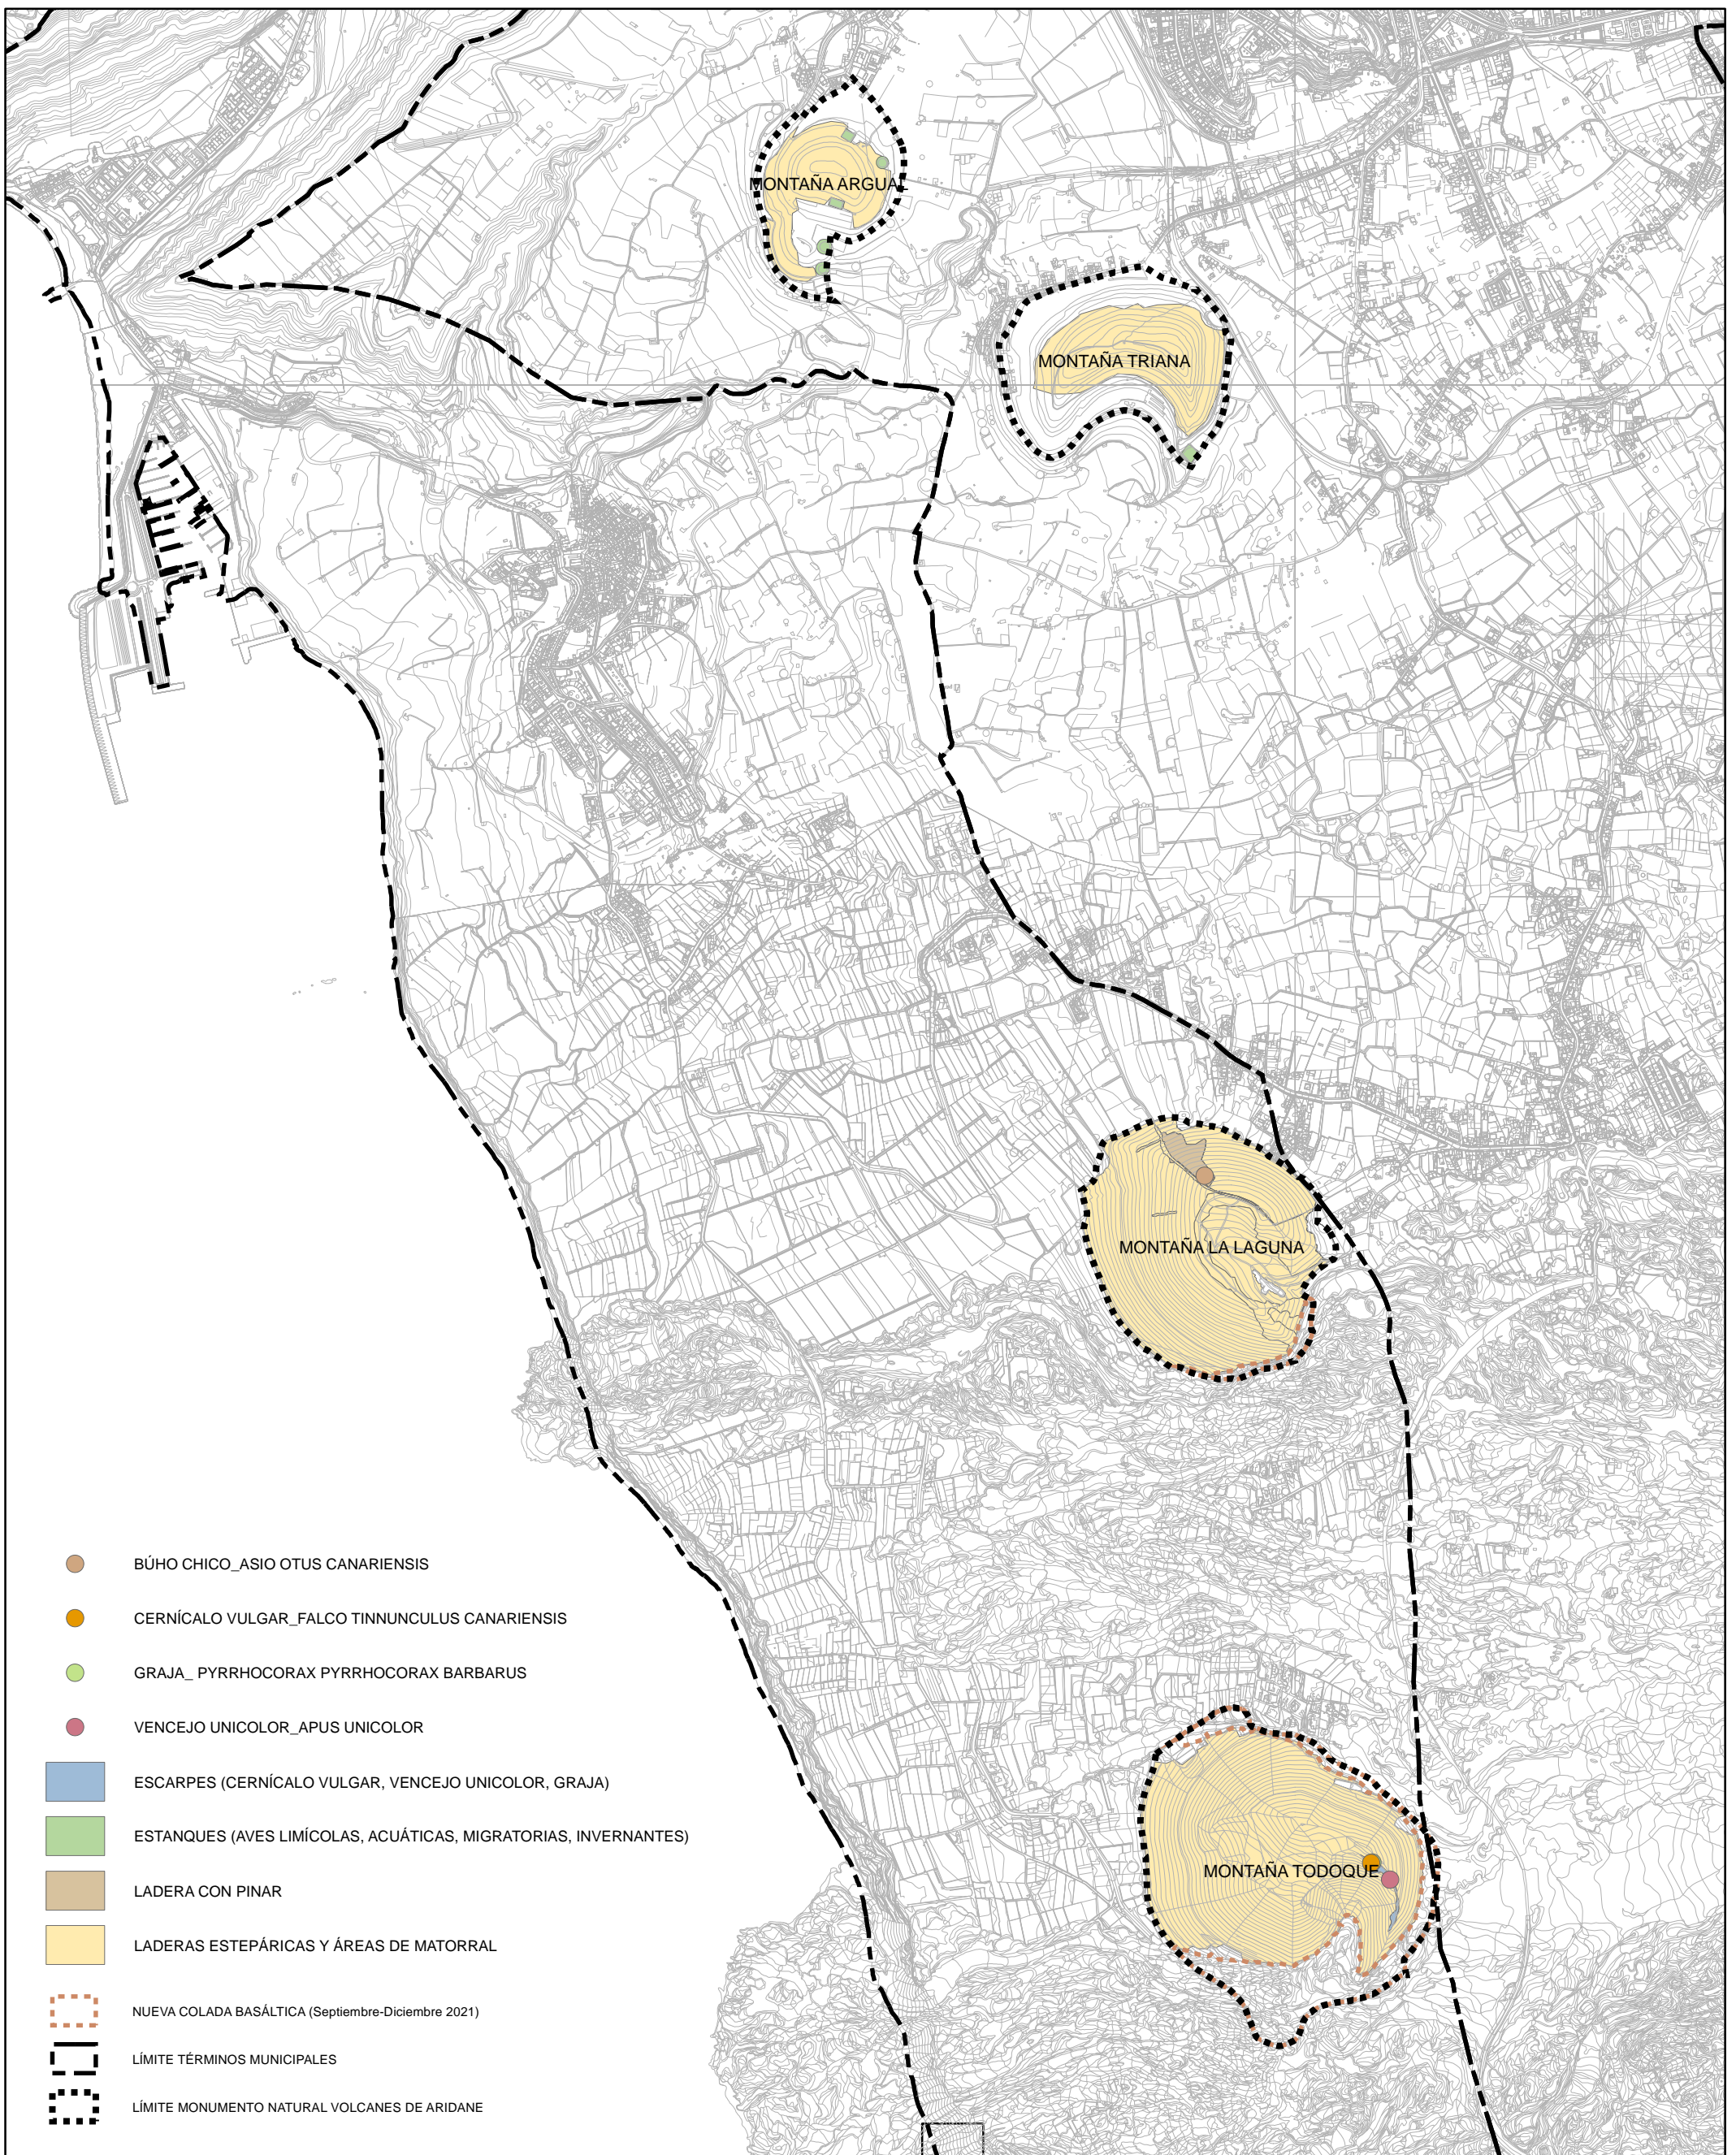 MONTAÑA ARGUAL
MONTAÑA TRIANA
MONTAÑA LA LAGUNA
MONTAÑA TODOQUE
BÚHO CHICO_ASIO OTUS CANARIENSIS
CERNÍCALO VULGAR_FALCO TINNUNCULUS CANARIENSIS
GRAJA_ PYRRHOCORAX PYRRHOCORAX BARBARUS
VENCEJO UNICOLOR_APUS UNICOLOR
ESCARPES (CERNÍCALO VULGAR, VENCEJO UNICOLOR, GRAJA)
ESTANQUES (AVES LIMÍCOLAS, ACUÁTICAS, MIGRATORIAS, INVERNANTES)
LADERA CON PINAR
LADERAS ESTEPÁRICAS Y ÁREAS DE MATORRAL
NUEVA COLADA BASÁLTICA (Septiembre-Diciembre 2021)
LÍMITE TÉRMINOS MUNICIPALES
LÍMITE MONUMENTO NATURAL VOLCANES DE ARIDANE